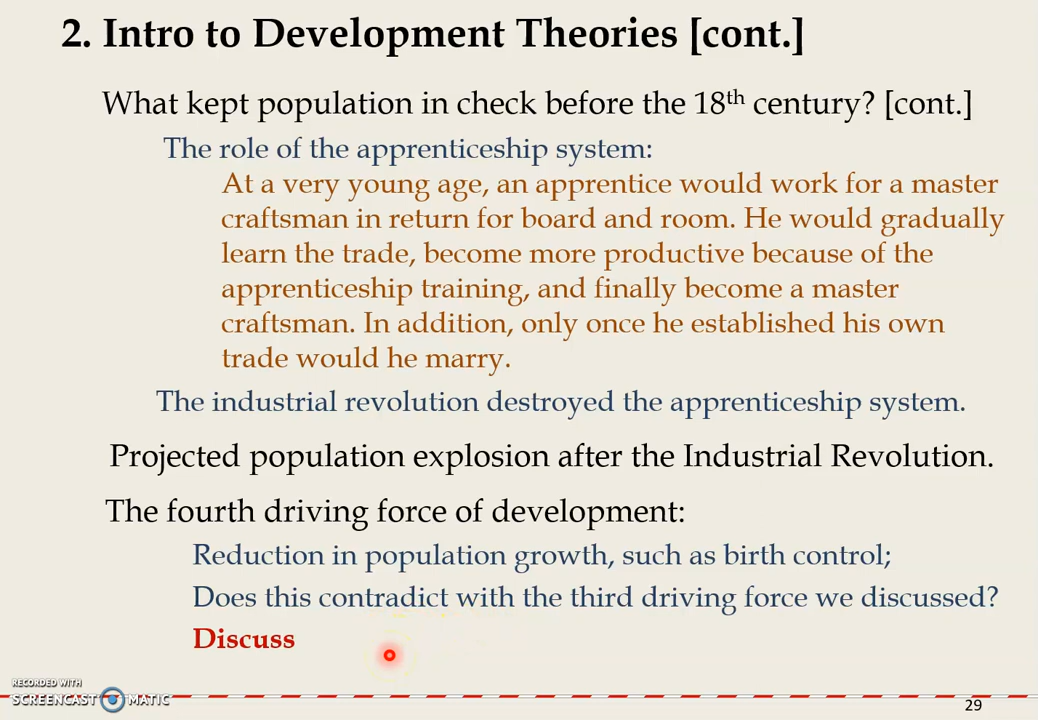 2. Intro to Development Theories [cont.]
What kept population in check before the 18th century? [cont.]
The role of the apprenticeship system:
At a very young age, an apprentice would work for a master
craftsman in return for board and room. He would gradually
learn the trade, become more productive because of the
apprenticeship training, and finally become a master
craftsman. In addition, only once he established his own
trade would he marry.
The industrial revolution destroyed the apprenticeship system.
Projected population explosion after the Industrial Revolution.
The fourth driving force of development:
Reduction in population growth, such as birth control;
Does this contradict with the third driving force we discussed?
Discuss
RECORDED WITH
SCREENCAST MATIC
29